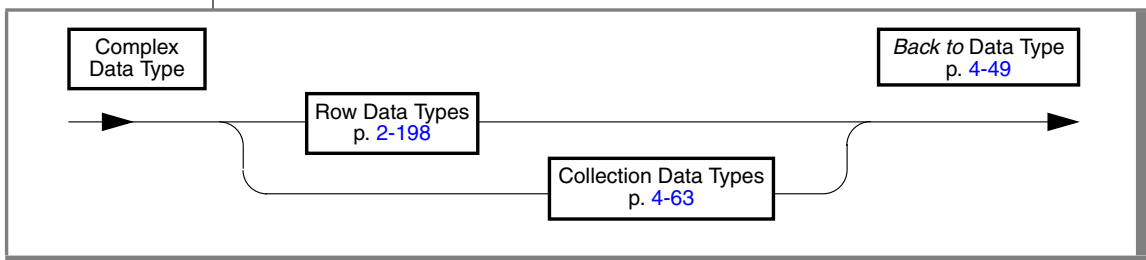 Complex
Data Type
Back to Data Type
p. 4-49
Row Data Types
p. 2-198
Collection Data Types
p. 4-63